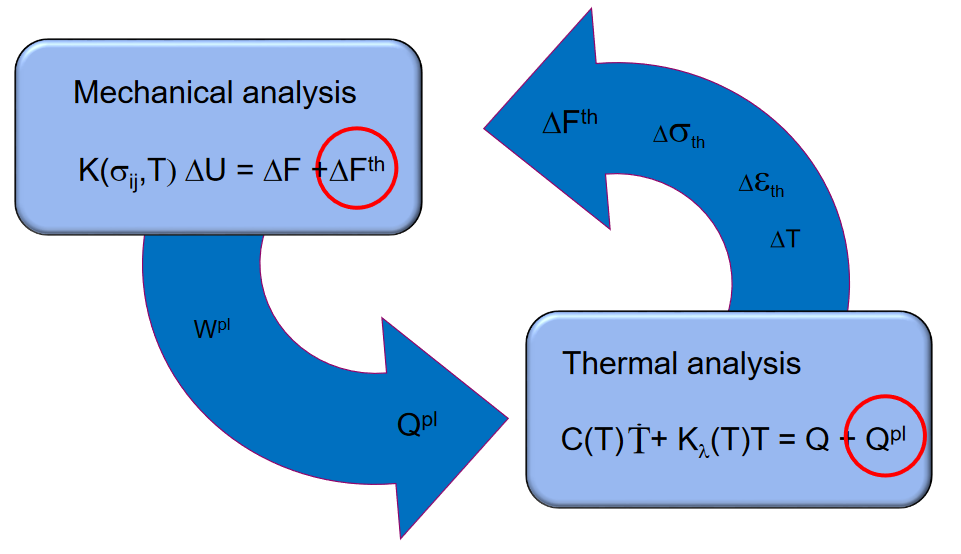 Mechanical analysis
K(σij,T) ΔU = ΔF +ΔFth
ΔFth
Δσth
Δεth
ΔT
Wpl
Qpl
Thermal analysis
C(T) Ṫ+ Kλ(T)T = Q + Qpl